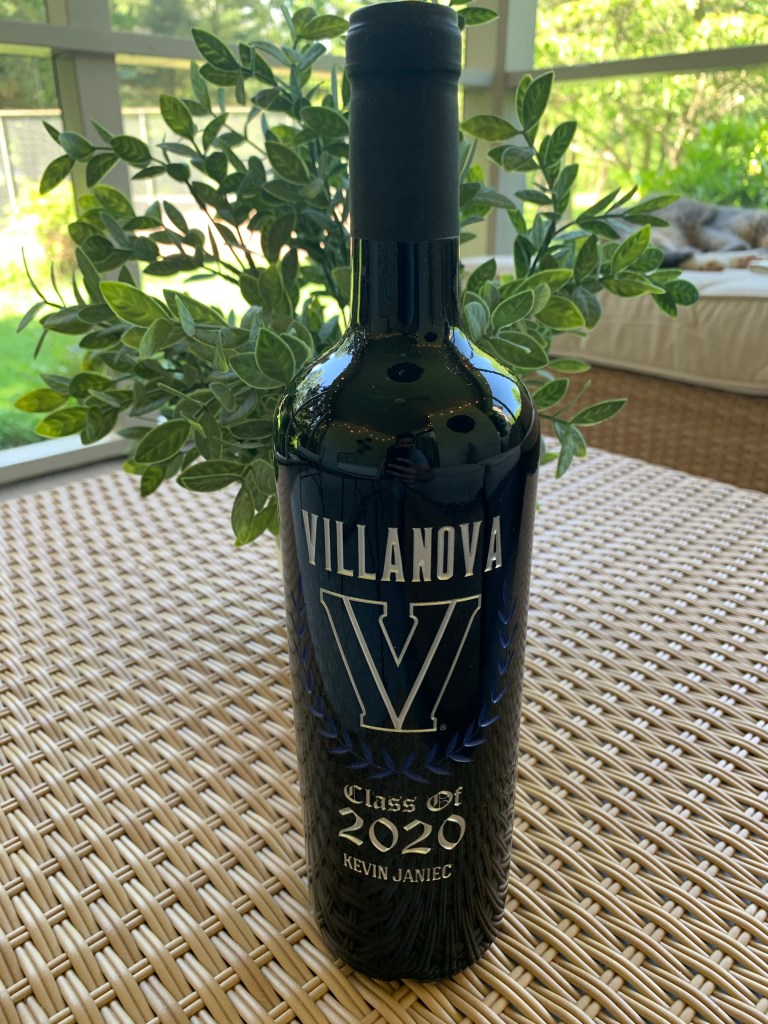 VILLANOVA
V®
Class Of
2020
KEVIN JANIEC